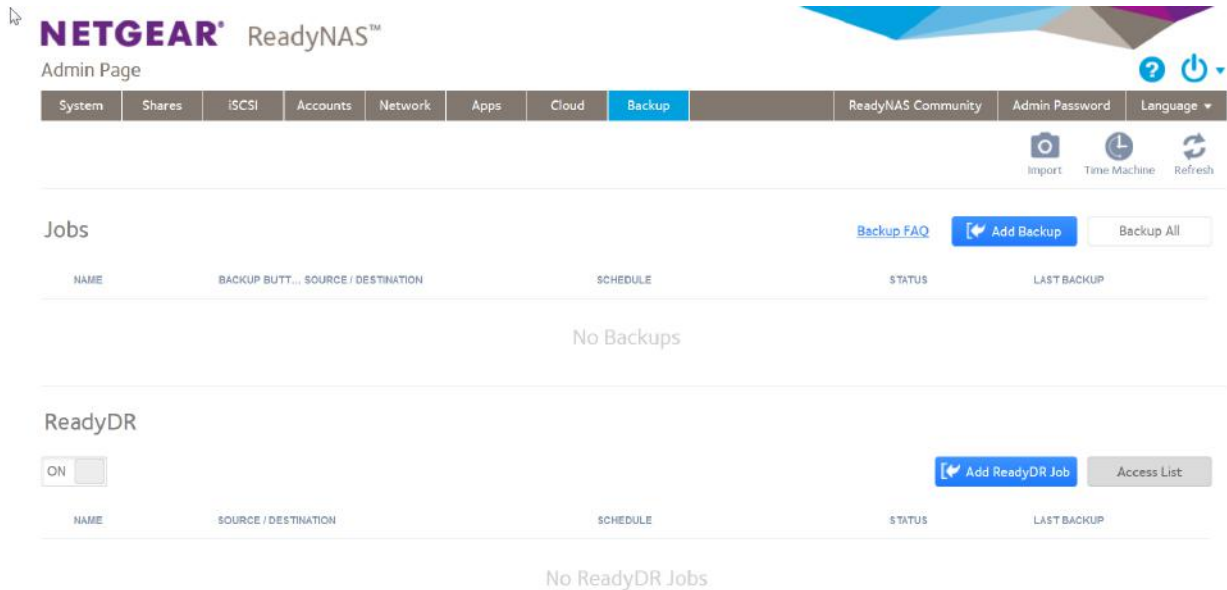 NETGEAR® ReadyNAS™
Admin Page
System Shares iSCSI Accounts Network Apps Cloud Backup ReadyNAS Community Admin Password Language
Import Time Machine Refresh
Jobs Backup FAQ Add Backup Backup All
NAME BACKUP BUTT... SOURCE / DESTINATION SCHEDULE STATUS LAST BACKUP
No Backups
ReadyDR
ON Add ReadyDR Job Access List
NAME SOURCE / DESTINATION SCHEDULE STATUS LAST BACKUP
No ReadyDR Jobs